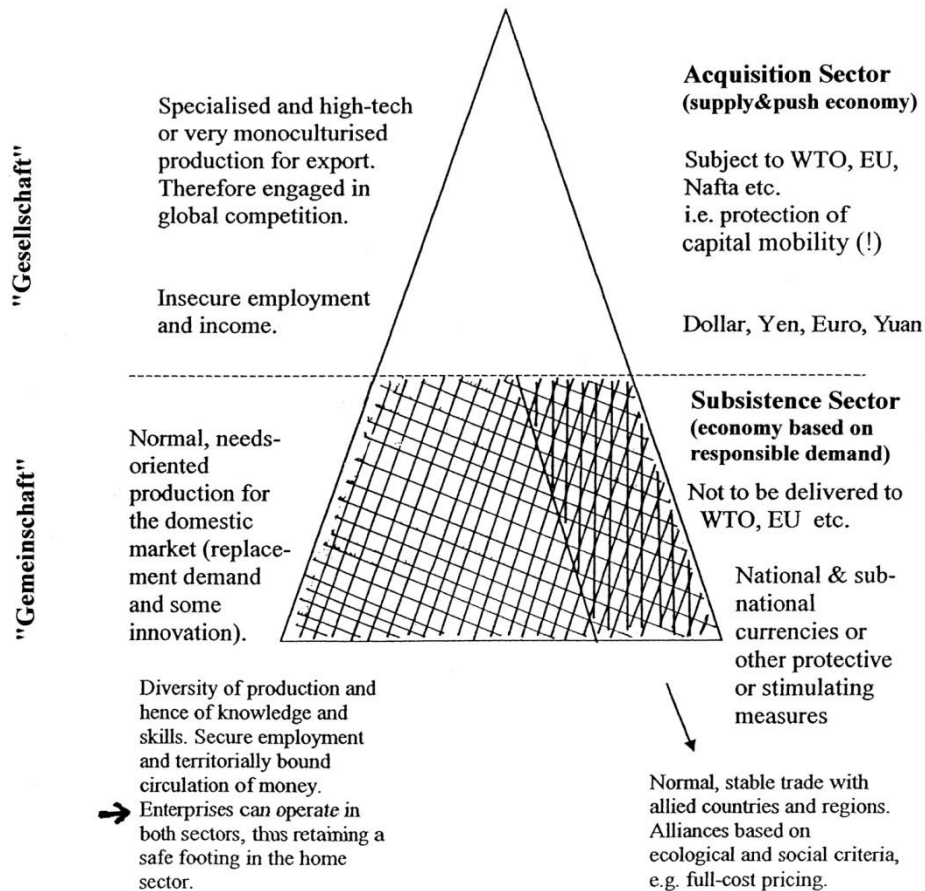 "Gesellschaft"
Specialised and high-tech
or very monoculturised
production for export.
Therefore engaged in
global competition.
Insecure employment
and income.
Acquisition Sector
(supply&push economy)
Subject to WTO, EU,
Nafta etc.
i.e. protection of
capital mobility (!)
Dollar, Yen, Euro, Yuan
"Gemeinschaft"
Normal, needs-
oriented
production for
the domestic
market (replace-
ment demand
and some
innovation).
Subsistence Sector
(economy based on
responsible demand)
Not to be delivered to
WTO, EU etc.
National & sub-
national
currencies or
other protective
or stimulating
measures
Diversity of production and
hence of knowledge and
skills. Secure employment
and territorially bound
circulation of money.
Enterprises can operate in
both sectors, thus retaining a
safe footing in the home
sector.
Normal, stable trade with
allied countries and regions.
Alliances based on
ecological and social criteria,
e.g. full-cost pricing.